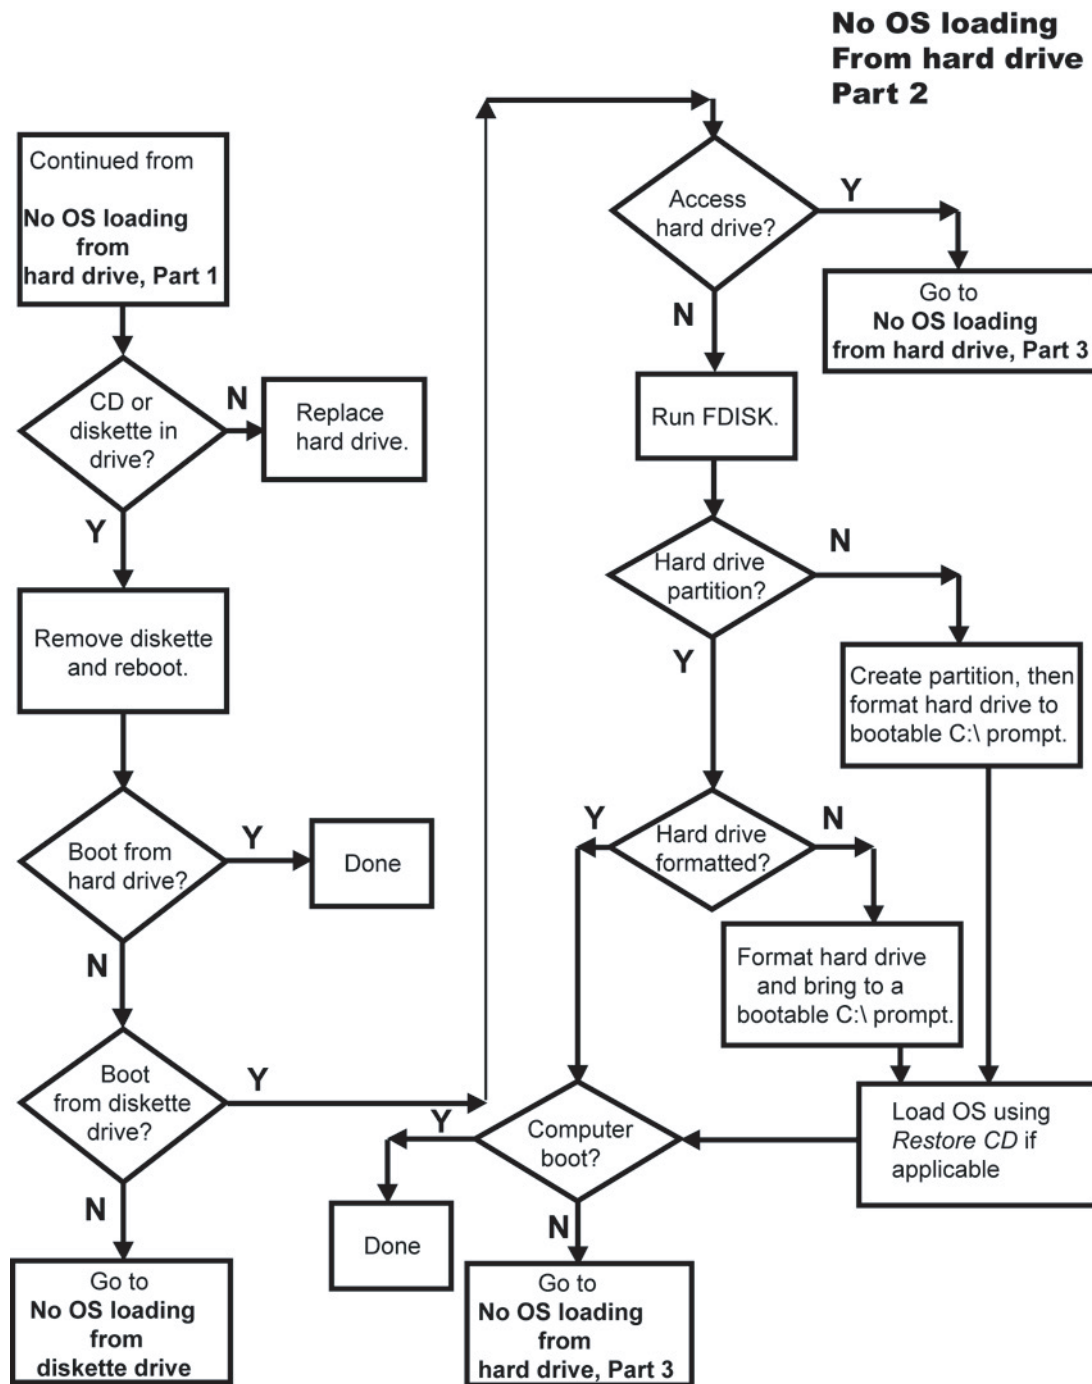 No OS loading
From hard drive
Part 2
Continued from
No OS loading
from
hard drive, Part 1
CD or
diskette in
drive?
N
Replace
hard drive.
Y
Remove diskette
and reboot.
Boot from
hard drive?
Y
Done
N
Boot
from diskette
drive?
Y
N
Go to
No OS loading
from
diskette drive
Access
hard drive?
Y
Go to
No OS loading
from hard drive, Part 3
N
Run FDISK.
Hard drive
partition?
N
Create partition, then
format hard drive to
bootable C:\ prompt.
Y
Hard drive
formatted?
Y
N
Format hard drive
and bring to a
bootable C:\ prompt.
Load OS using
Restore CD if
applicable
Computer
boot?
Y
Done
N
Go to
No OS loading
from
hard drive, Part 3